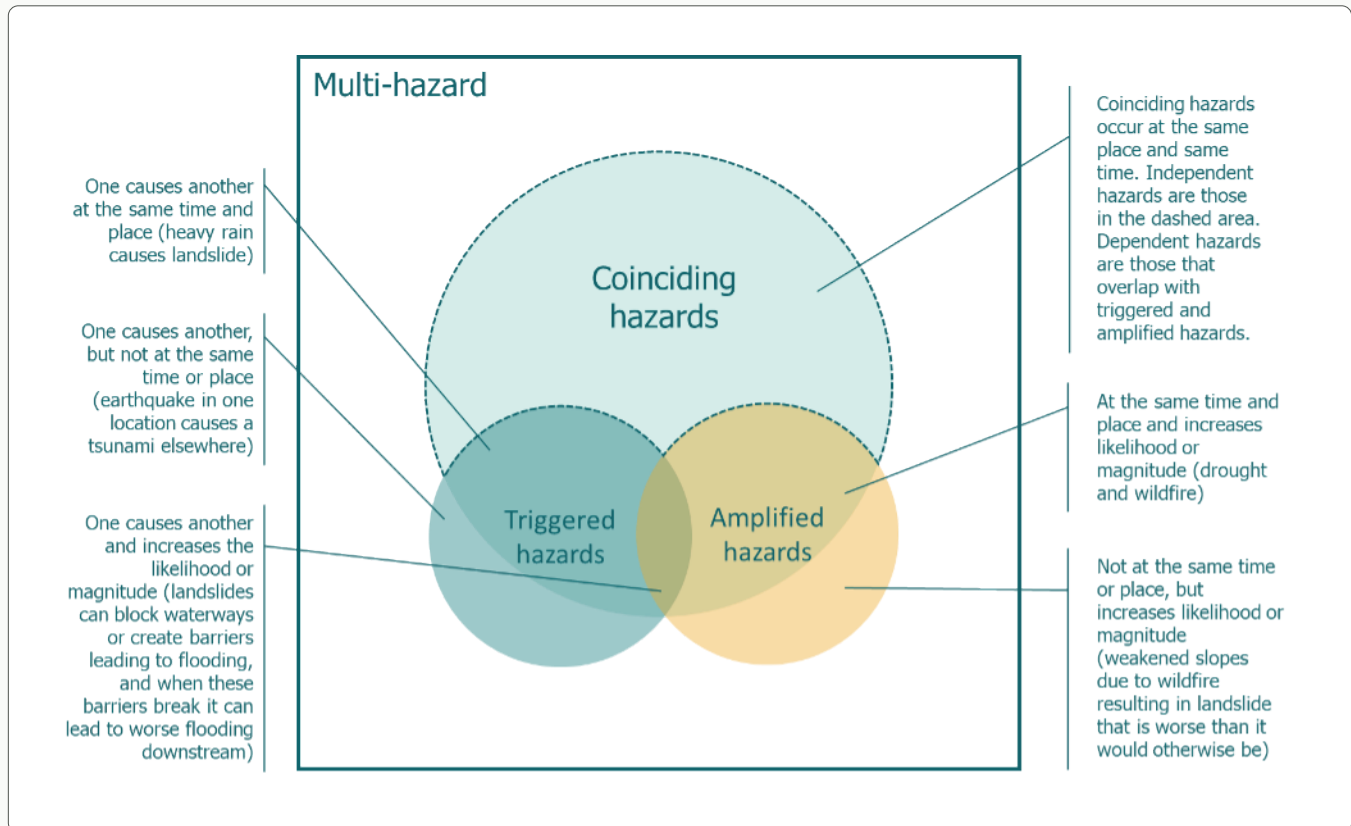 Multi-hazard
One causes another
at the same time and
place (heavy rain
causes landslide)
One causes another,
but not at the same
time or place
(earthquake in one
location causes a
tsunami elsewhere)
One causes another
and increases the
likelihood or
magnitude (landslides
can block waterways
or create barriers
leading to flooding,
and when these
barriers break it can
lead to worse flooding
downstream)
Coinciding
hazards
Triggered
hazards
Amplified
hazards
Coinciding hazards
occur at the same
place and same
time. Independent
hazards are those
in the dashed area.
Dependent hazards
are those that
overlap with
triggered and
amplified hazards.
At the same time and
place and increases
likelihood or
magnitude (drought
and wildfire)
Not at the same time
or place, but
increases likelihood or
magnitude
(weakened slopes
due to wildfire
resulting in landslide
that is worse than it
would otherwise be)